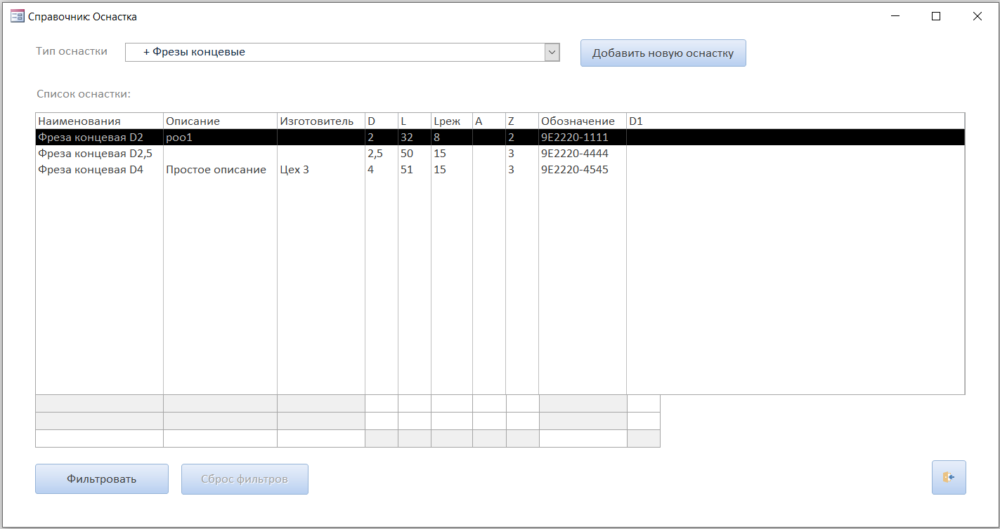 Справочник: Оснастка
Тип оснастки + Фрезы концевые Добавить новую оснастку
Список оснастки:
Наименования Описание Изготовитель D L Lреж A Z Обозначение D1
Фреза концевая D2 poo1 2 32 8 2 9E2220-1111
Фреза концевая D2,5 2,5 50 15 3 9E2220-4444
Фреза концевая D4 Простое описание Цех 3 4 51 15 3 9E2220-4545
Фильтровать Сброс фильтров